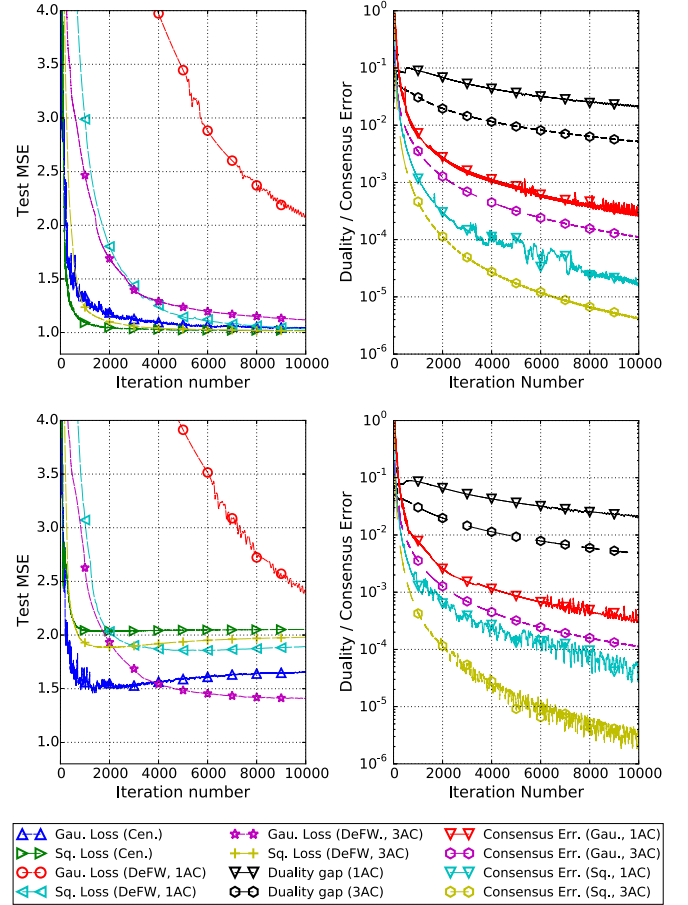 4.0
3.5
3.0
2.5
2.0
1.5
1.0
Test MSE
0 2000 4000 6000 8000 10000
Iteration number
10^0
10^-1
10^-2
10^-3
10^-4
10^-5
10^-6
Duality / Consensus Error
0 2000 4000 6000 8000 10000
Iteration Number
4.0
3.5
3.0
2.5
2.0
1.5
1.0
Test MSE
0 2000 4000 6000 8000 10000
Iteration number
10^0
10^-1
10^-2
10^-3
10^-4
10^-5
10^-6
Duality / Consensus Error
0 2000 4000 6000 8000 10000
Iteration Number
Gau. Loss (Cen.)
Sq. Loss (Cen.)
Gau. Loss (DeFW, 1AC)
Sq. Loss (DeFW, 1AC)
Gau. Loss (DeFW., 3AC)
Sq. Loss (DeFW, 3AC)
Duality gap (1AC)
Duality gap (3AC)
Consensus Err. (Gau., 1AC)
Consensus Err. (Gau., 3AC)
Consensus Err. (Sq., 1AC)
Consensus Err. (Sq., 3AC)